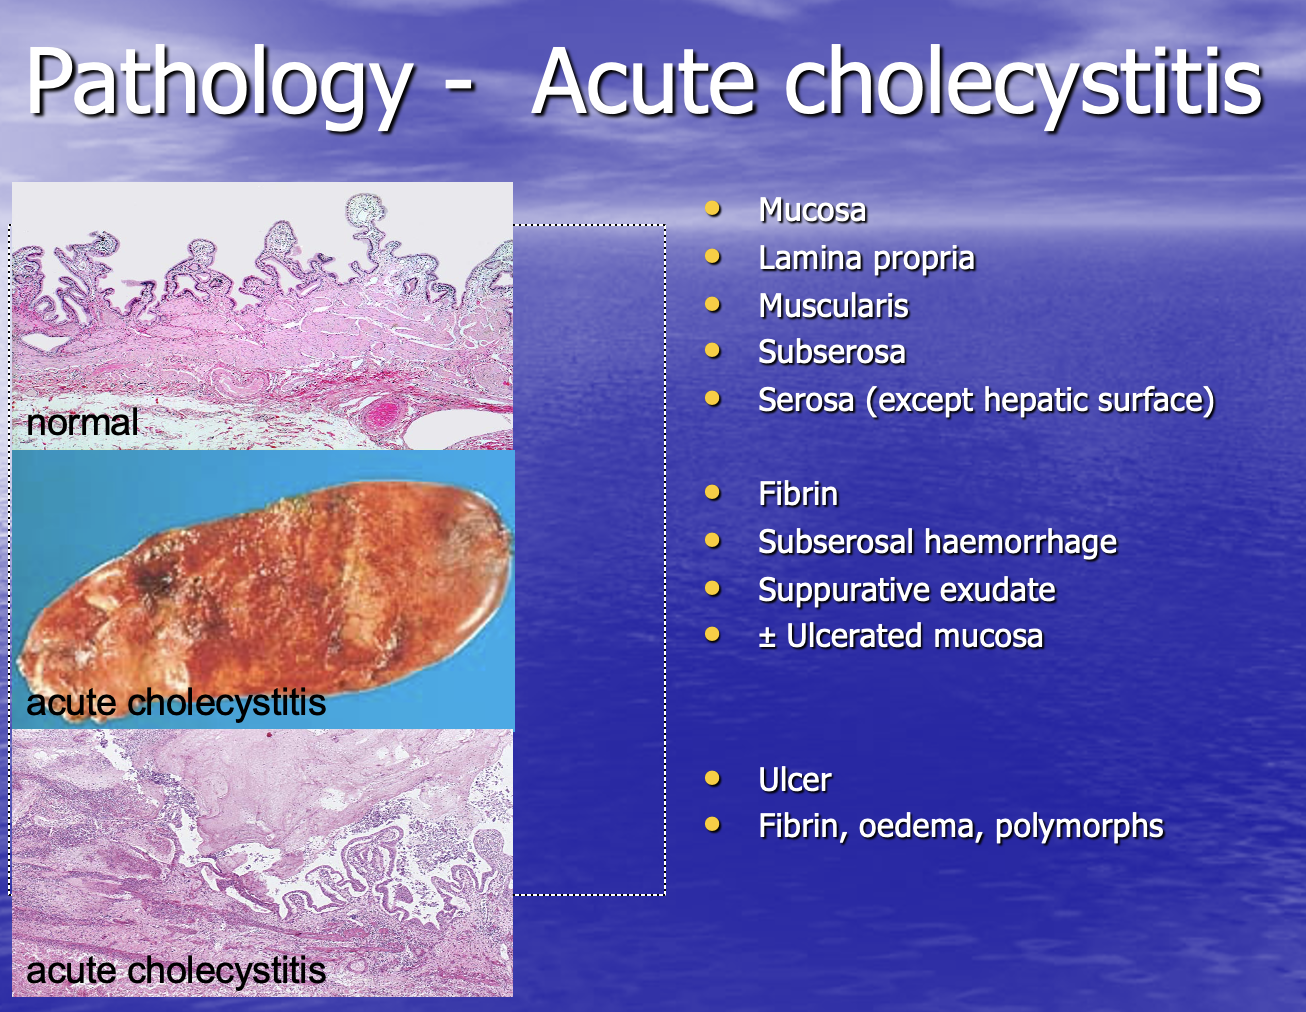 Pathology - Acute cholecystitis
normal
acute cholecystitis
acute cholecystitis
Mucosa
Lamina propria
Muscularis
Subserosa
Serosa (except hepatic surface)
Fibrin
Subserosal haemorrhage
Suppurative exudate
± Ulcerated mucosa
Ulcer
Fibrin, oedema, polymorphs